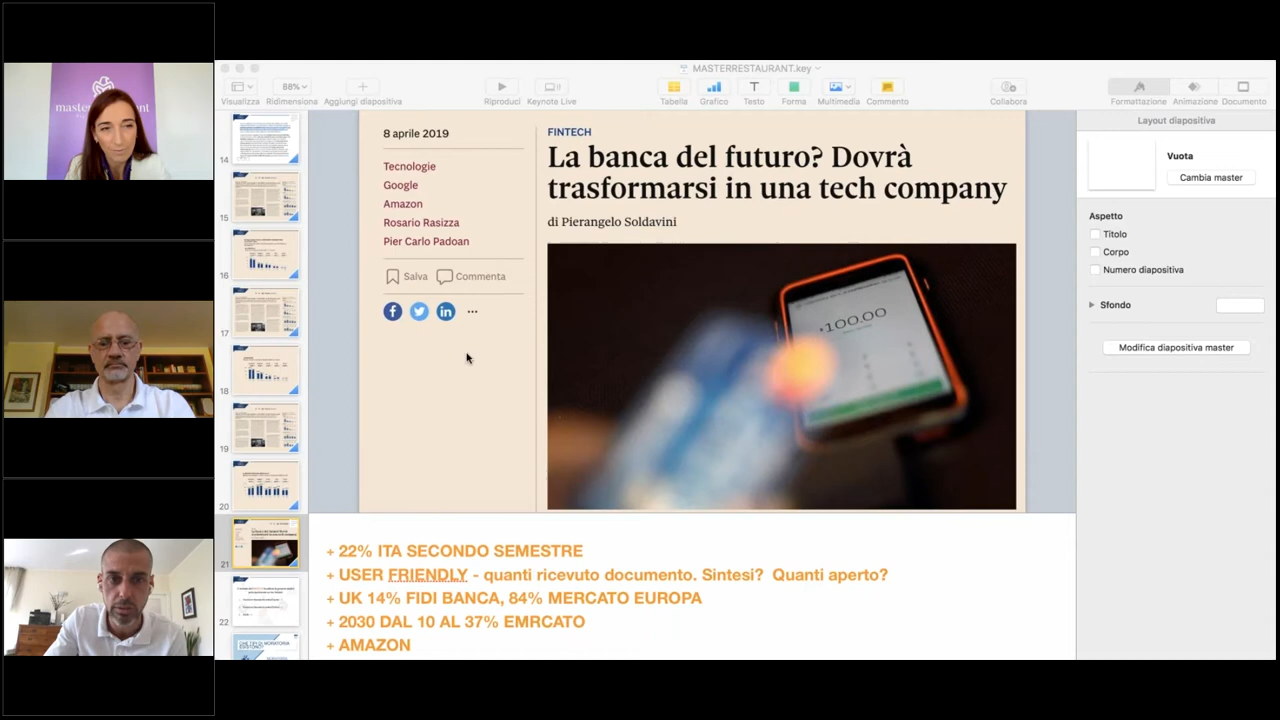 MASTERRESTAURANT.key
88%
Visualizza
Ridimensiona
Aggiungi diapositiva
Riproduci
Keynote Live
Tabella
Grafico
Testo
Forma
Multimedia
Commento
Collabora
Formattazione
Animazione
Documento
14
15
16
17
18
19
20
21
22
8 aprile 2019
Tecnologie
Google
Amazon
Rosario Rasizza
Pier Carlo Padoan
Salva
Commenta
FINTECH
La banca del futuro? Dovrà
trasformarsi in una tech company
di Pierangelo Soldavini
100.00
+ 22% ITA SECONDO SEMESTRE
+ USER FRIENDLY - quanti ricevuto documento. Sintesi? Quanti aperto?
+ UK 14% FIDI BANCA, 84% MERCATO EUROPA
+ 2030 DAL 10 AL 37% EMRCATO
+ AMAZON
Layout diapositiva
Vuota
Cambia master
Aspetto
Titolo
Corpo
Numero diapositiva
Sfondo
Modifica diapositiva master